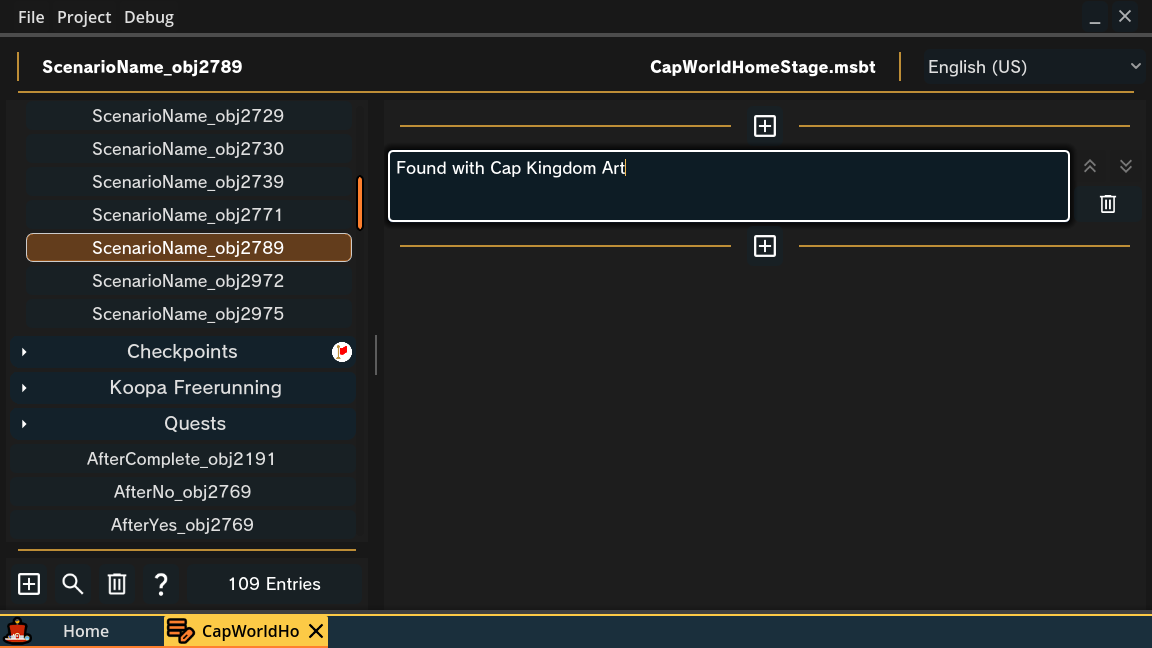 File Project Debug
ScenarioName_obj2789
CapWorldHomeStage.msbt
English (US)
ScenarioName_obj2729
ScenarioName_obj2730
ScenarioName_obj2739
ScenarioName_obj2771
ScenarioName_obj2789
ScenarioName_obj2972
ScenarioName_obj2975
Checkpoints
Koopa Freerunning
Quests
AfterComplete_obj2191
AfterNo_obj2769
AfterYes_obj2769
109 Entries
Found with Cap Kingdom Art
Home
CapWorldHo